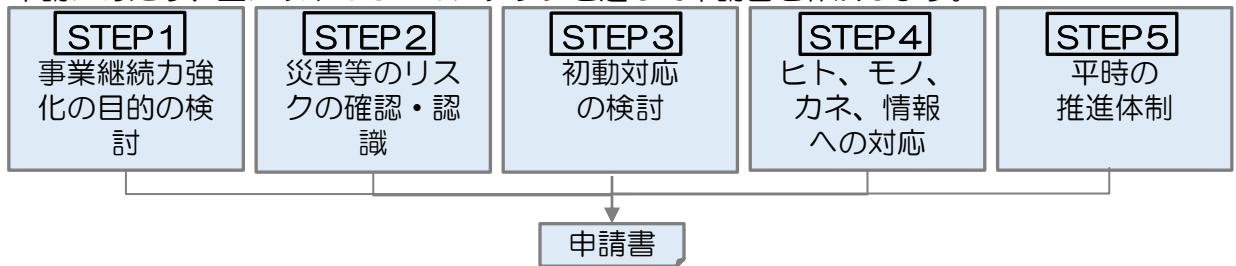 STEP1
事業継続力強
化の目的の検
討
STEP2
災害等のリス
クの確認・認
識
STEP3
初動対応
の検討
STEP4
ヒト、モノ、
カネ、情報
への対応
STEP5
平時の
推進体制
申請書